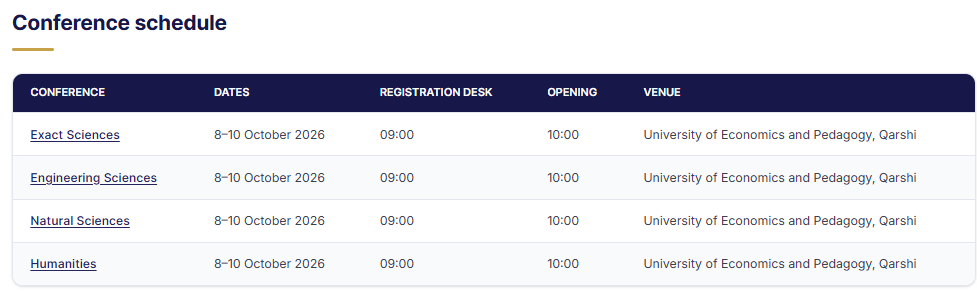 Conference schedule
CONFERENCE DATES REGISTRATION DESK OPENING VENUE
Exact Sciences 8–10 October 2026 09:00 10:00 University of Economics and Pedagogy, Qarshi
Engineering Sciences 8–10 October 2026 09:00 10:00 University of Economics and Pedagogy, Qarshi
Natural Sciences 8–10 October 2026 09:00 10:00 University of Economics and Pedagogy, Qarshi
Humanities 8–10 October 2026 09:00 10:00 University of Economics and Pedagogy, Qarshi